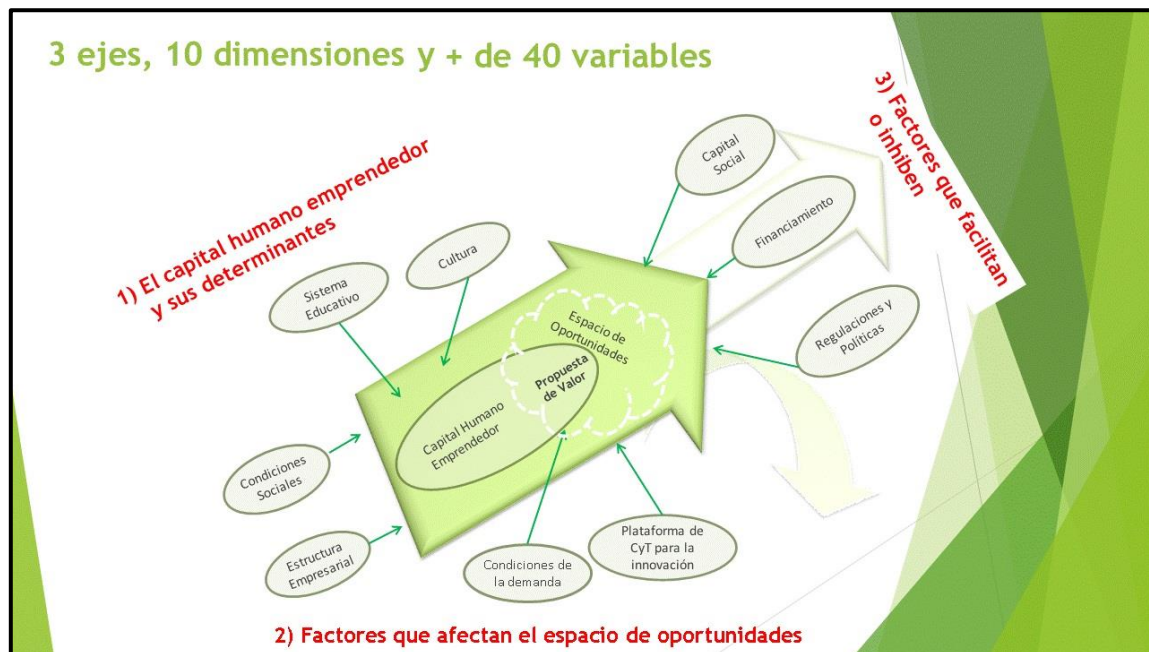 3 ejes, 10 dimensiones y + de 40 variables
1) El capital humano emprendedor
y sus determinantes
3) Factores que facilitan
o inhiben
Capital
Social
Financiamiento
Regulaciones y
Políticas
Cultura
Sistema
Educativo
Espacio de
Oportunidades
Propuesta
de Valor
Capital Humano
Emprendedor
Condiciones
Sociales
Estructura
Empresarial
Condiciones de
la demanda
Plataforma de
CyT para la
innovación
2) Factores que afectan el espacio de oportunidades